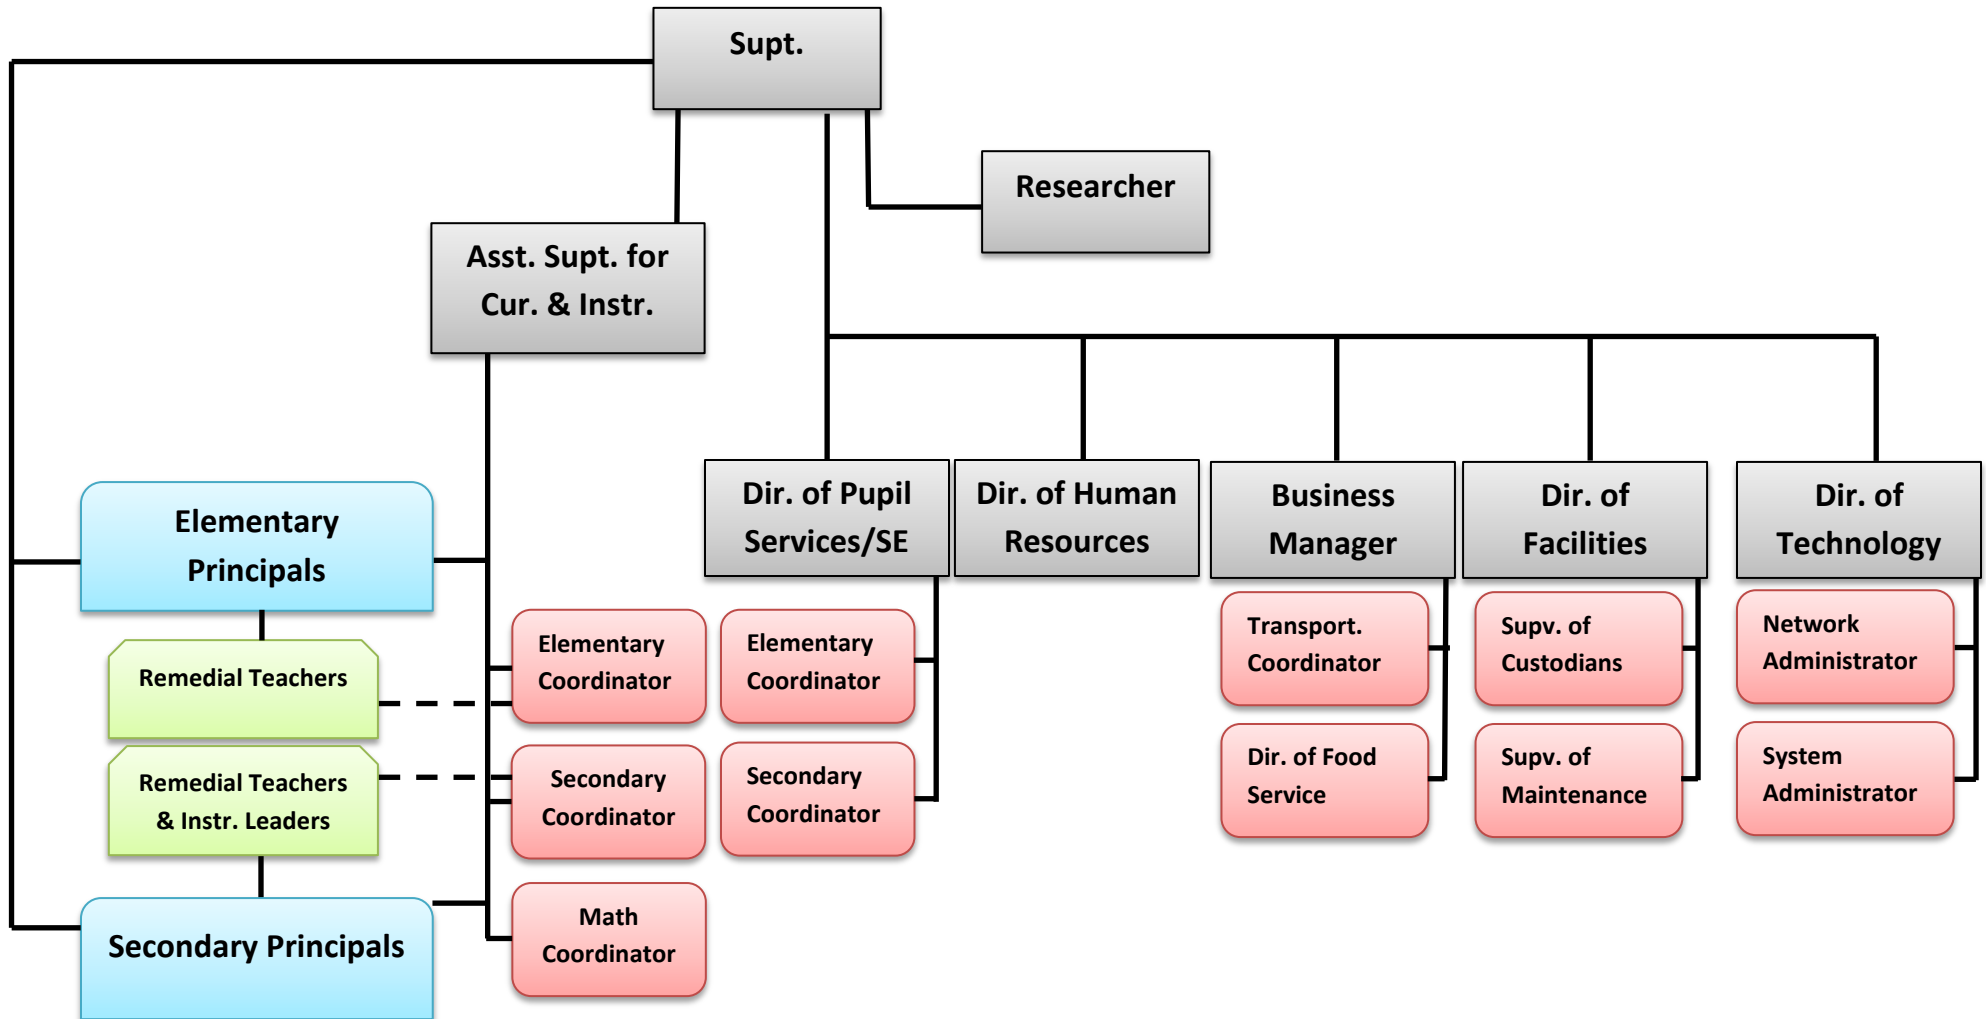 Supt.
Researcher
Asst. Supt. for
Cur. & Instr.
Dir. of Pupil
Services/SE
Dir. of Human
Resources
Business
Manager
Dir. of
Facilities
Dir. of
Technology
Elementary
Principals
Remedial Teachers
Remedial Teachers
& Instr. Leaders
Secondary Principals
Elementary
Coordinator
Secondary
Coordinator
Math
Coordinator
Elementary
Coordinator
Secondary
Coordinator
Transport.
Coordinator
Dir. of Food
Service
Supv. of
Custodians
Supv. of
Maintenance
Network
Administrator
System
Administrator